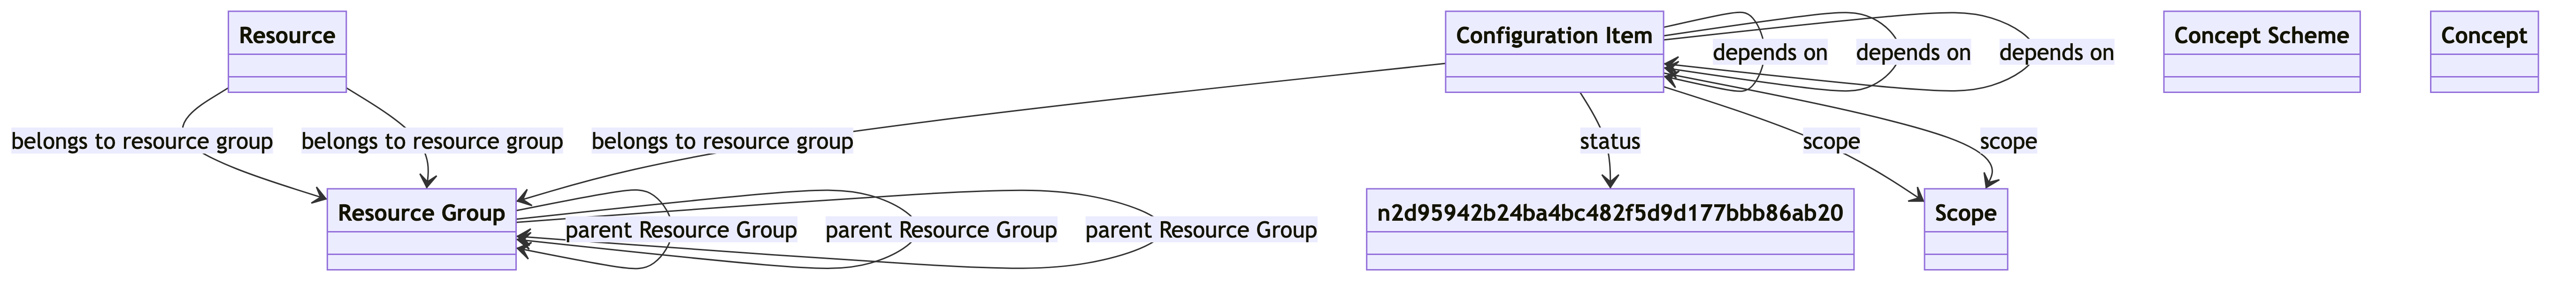 Resource
Configuration Item
Concept Scheme
Concept
depends on
depends on
depends on
belongs to resource group
belongs to resource group
belongs to resource group
status
scope
scope
Resource Group
parent Resource Group
parent Resource Group
parent Resource Group
n2d95942b24ba4bc482f5d9d177bbb86ab20
Scope